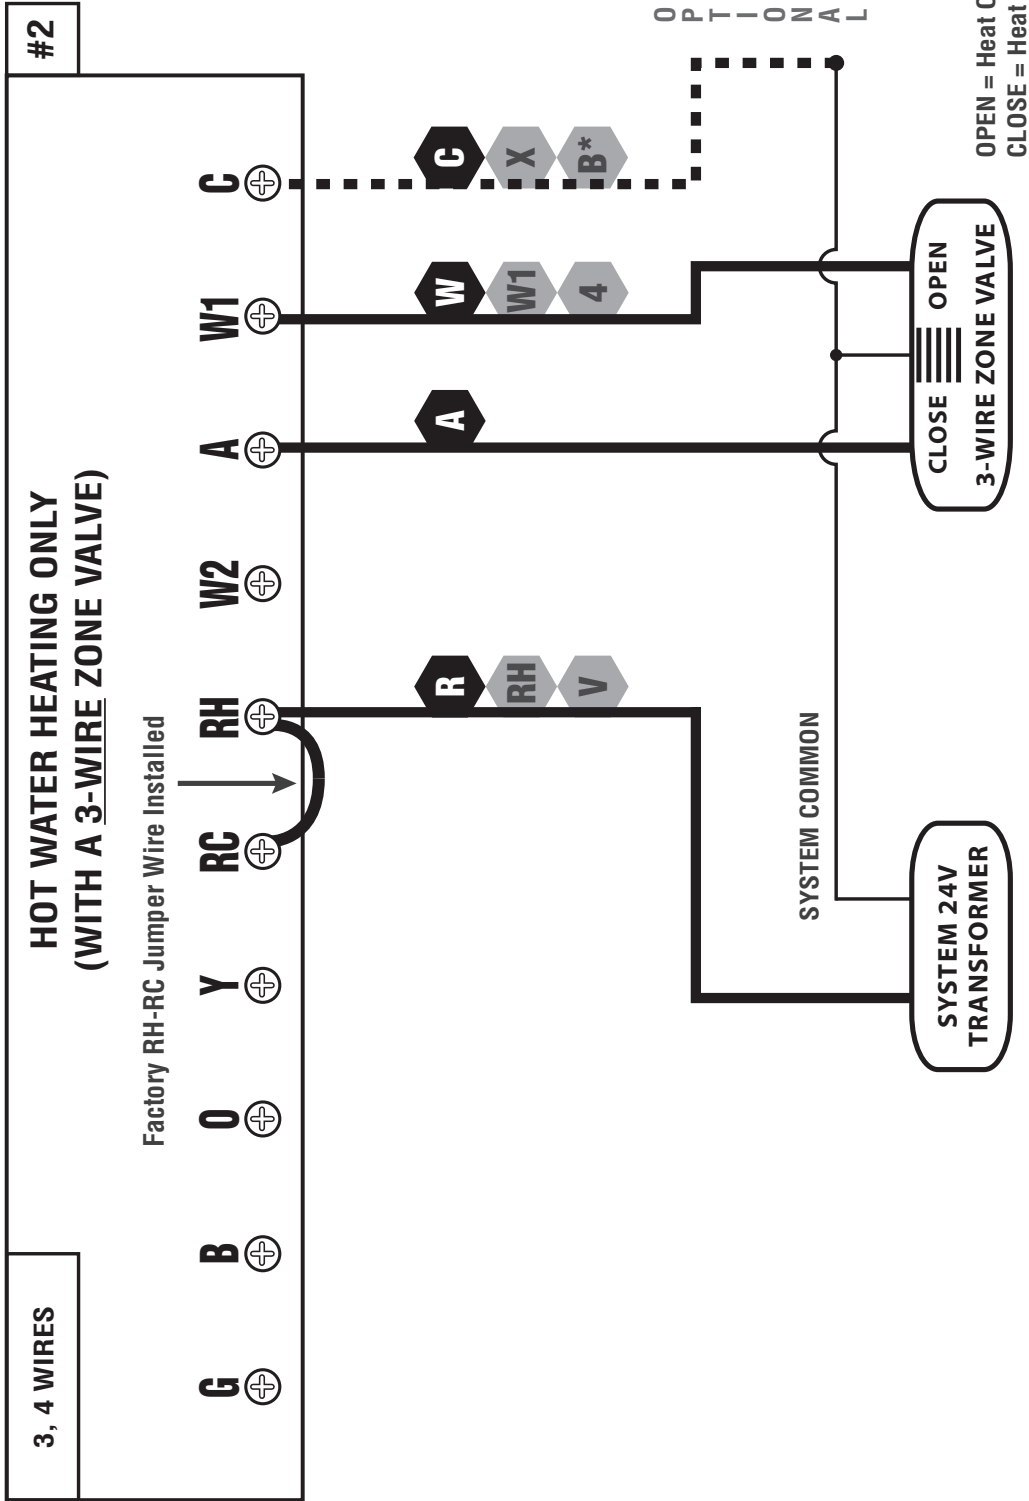 3, 4 WIRES
#2
HOT WATER HEATING ONLY
(WITH A 3-WIRE ZONE VALVE)
Factory RH-RC Jumper Wire Installed
G B O Y RC RH W2 A W1 C
R
RH
V
A
W
W1
4
C
X
B*
OPTIONAL
SYSTEM COMMON
SYSTEM 24V
TRANSFORMER
CLOSE OPEN
3-WIRE ZONE VALVE
OPEN = Heat
CLOSE = Heat